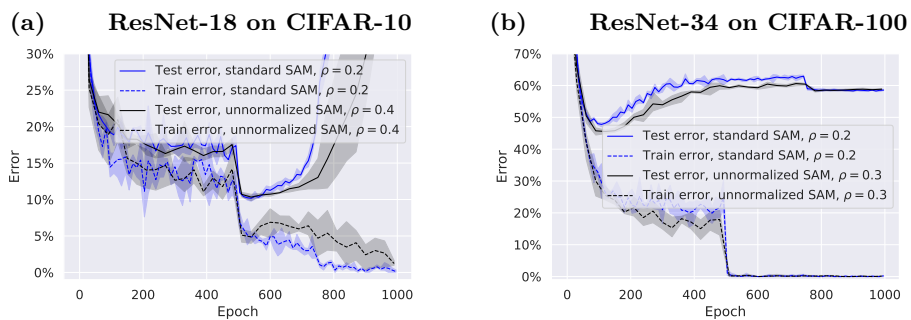 (a) ResNet-18 on CIFAR-10
30%
25%
20%
15%
10%
5%
0%
Error
Test error, standard SAM, ρ = 0.2
Train error, standard SAM, ρ = 0.2
Test error, unnormalized SAM, ρ = 0.4
Train error, unnormalized SAM, ρ = 0.4
0 200 400 600 800 1000
Epoch
(b) ResNet-34 on CIFAR-100
70%
60%
50%
40%
30%
20%
10%
0%
Error
Test error, standard SAM, ρ = 0.2
Train error, standard SAM, ρ = 0.2
Test error, unnormalized SAM, ρ = 0.3
Train error, unnormalized SAM, ρ = 0.3
0 200 400 600 800 1000
Epoch